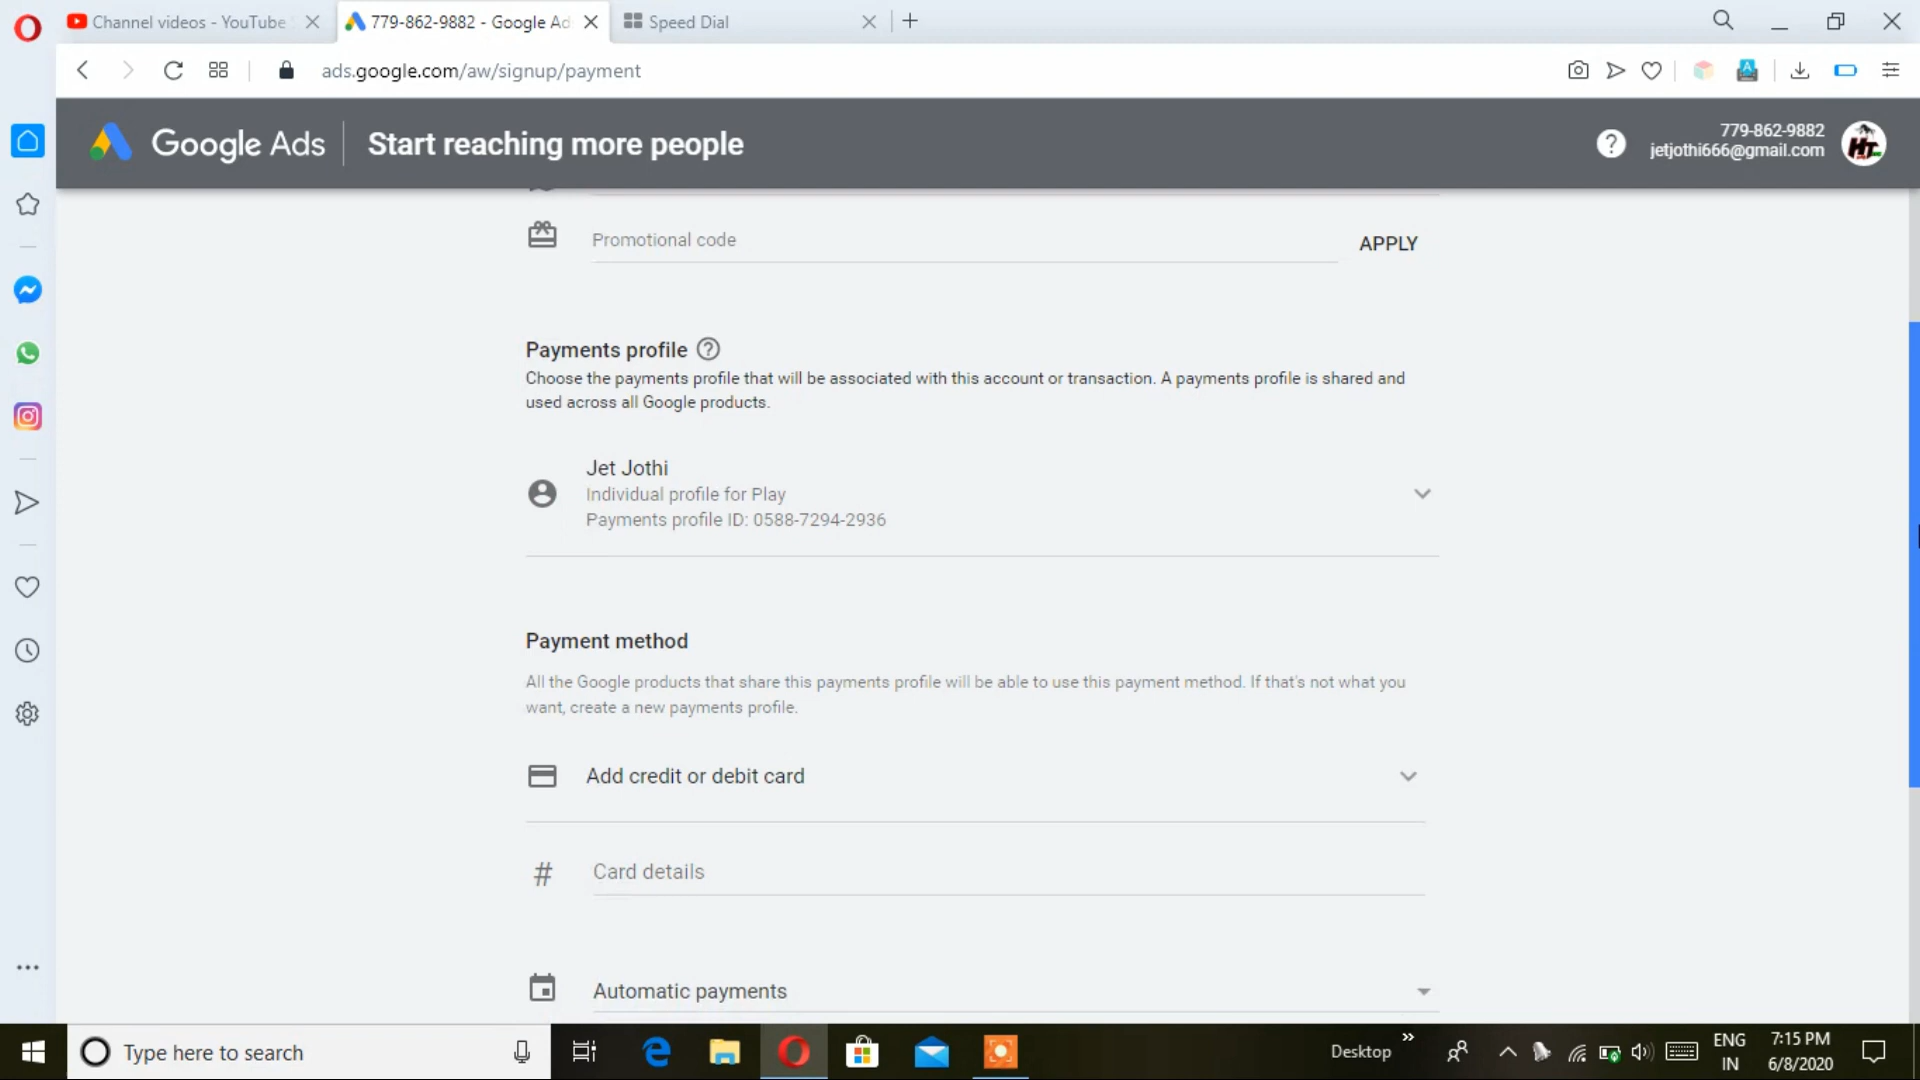 Channel videos - YouTube
779-862-9882 - Google Ad
Speed Dial
ads.google.com/aw/signup/payment
Google Ads
Start reaching more people
779-862-9882
jetjothi666@gmail.com
Promotional code
APPLY
Payments profile
Choose the payments profile that will be associated with this account or transaction. A payments profile is shared and
used across all Google products.
Jet Jothi
Individual profile for Play
Payments profile ID: 0588-7294-2936
Payment method
All the Google products that share this payments profile will be able to use this payment method. If that's not what you
want, create a new payments profile.
Add credit or debit card
# Card details
Automatic payments
Type here to search
Desktop
ENG
IN
7:15 PM
6/8/2020